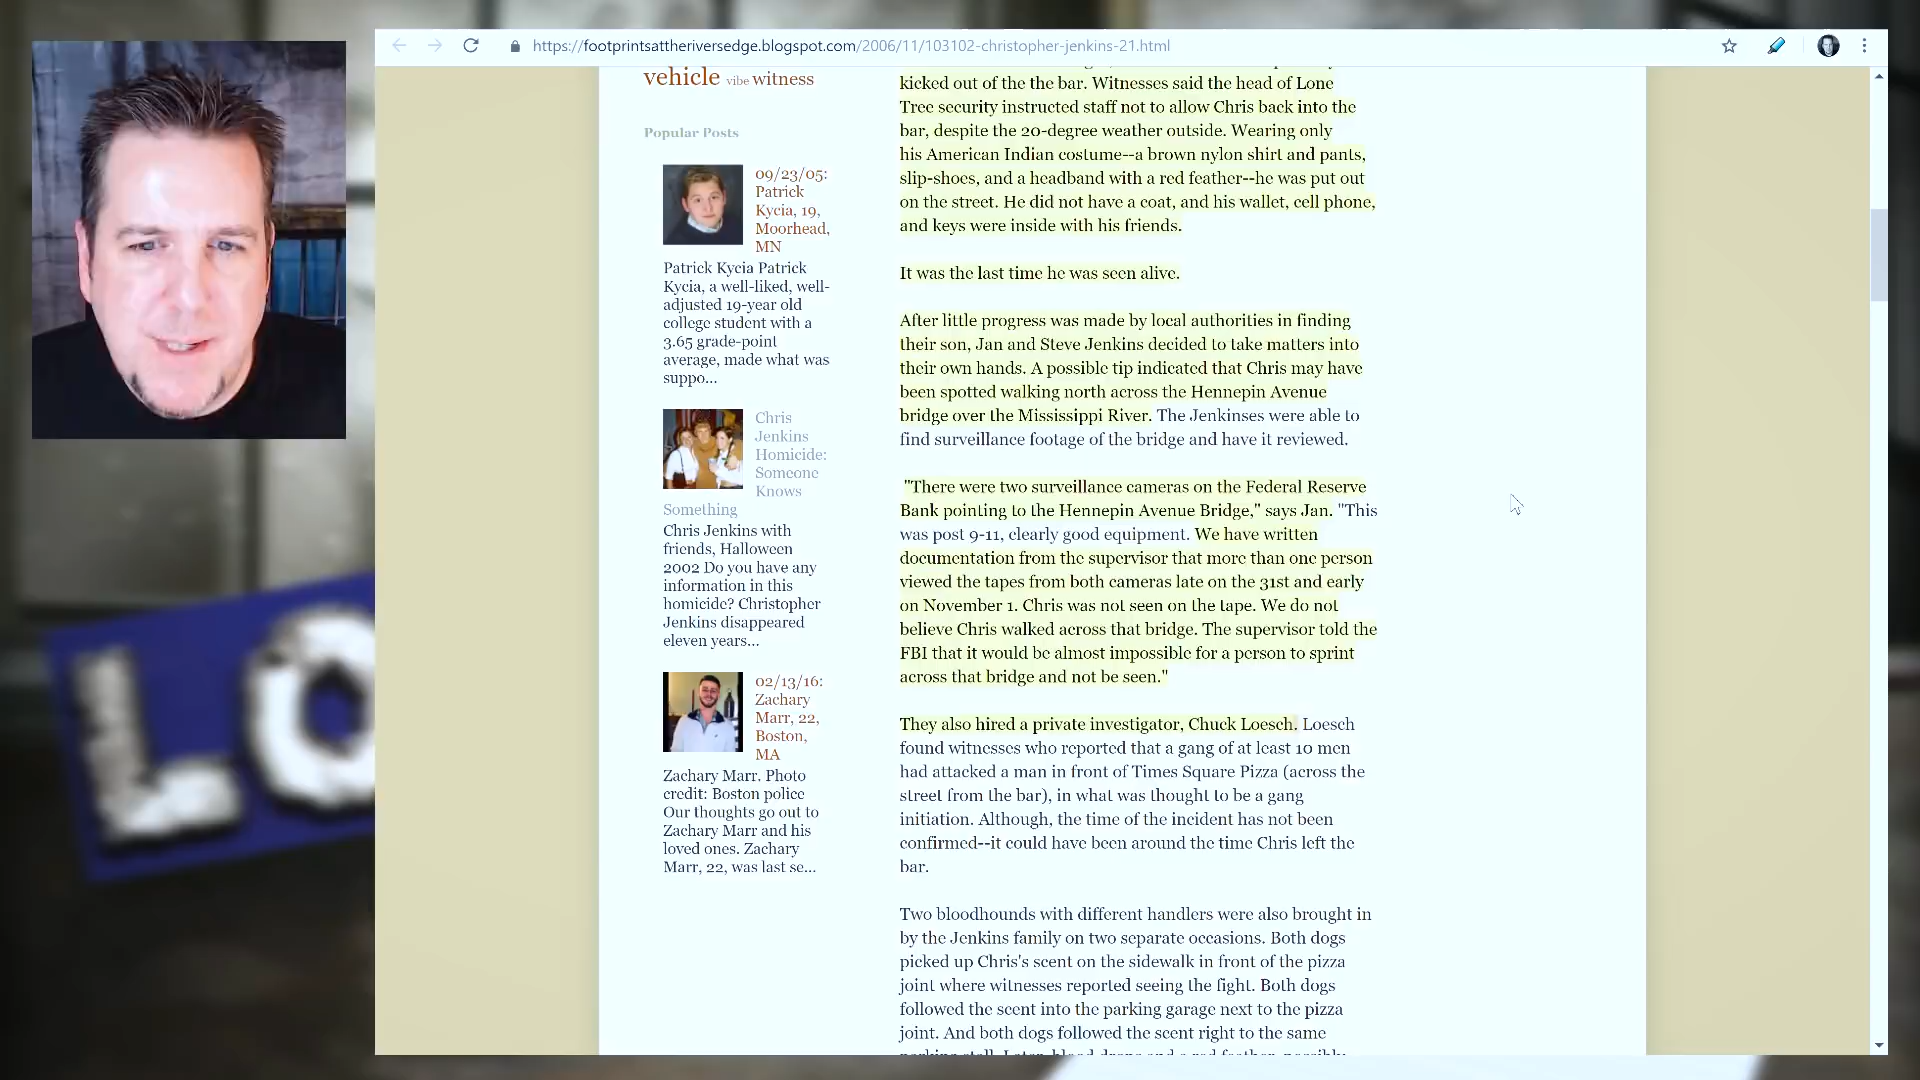 https://footprintsattheriversedge.blogspot.com/2006/11/103102-christopher-jenkins-21.html
vehicle vibe witness
Popular Posts
09/23/05:
Patrick
Kycia, 19,
Moorhead,
MN
Patrick Kycia Patrick
Kycia, a well-liked, well-
adjusted 19-year old
college student with a
3.65 grade-point
average, made what was
suppo...
Chris
Jenkins
Homicide:
Someone
Knows
Something
Chris Jenkins with
friends, Halloween
2002 Do you have any
information in this
homicide? Christopher
Jenkins disappeared
eleven years...
02/13/16:
Zachary
Marr, 22,
Boston,
MA
Zachary Marr. Photo
credit: Boston police
Our thoughts go out to
Zachary Marr and his
loved ones. Zachary
Marr, 22, was last se...
kicked out of the the bar. Witnesses said the head of Lone
Tree security instructed staff not to allow Chris back into the
bar, despite the 20-degree weather outside. Wearing only
his American Indian costume--a brown nylon shirt and pants,
slip-shoes, and a headband with a red feather--he was put out
on the street. He did not have a coat, and his wallet, cell phone,
and keys were inside with his friends.
It was the last time he was seen alive.
After little progress was made by local authorities in finding
their son, Jan and Steve Jenkins decided to take matters into
their own hands. A possible tip indicated that Chris may have
been spotted walking north across the Hennepin Avenue
bridge over the Mississippi River. The Jenkinses were able to
find surveillance footage of the bridge and have it reviewed.
"There were two surveillance cameras on the Federal Reserve
Bank pointing to the Hennepin Avenue Bridge," says Jan. "This
was post 9-11, clearly good equipment. We have written
documentation from the supervisor that more than one person
viewed the tapes from both cameras late on the 31st and early
on November 1. Chris was not seen on the tape. We do not
believe Chris walked across that bridge. The supervisor told the
FBI that it would be almost impossible for a person to sprint
across that bridge and not be seen."
They also hired a private investigator, Chuck Loesch. Loesch
found witnesses who reported that a gang of at least 10 men
had attacked a man in front of Times Square Pizza (across the
street from the bar), in what was thought to be a gang
initiation. Although, the time of the incident has not been
confirmed--it could have been around the time Chris left the
bar.
Two bloodhounds with different handlers were also brought in
by the Jenkins family on two separate occasions. Both dogs
picked up Chris's scent on the sidewalk in front of the pizza
joint where witnesses reported seeing the fight. Both dogs
followed the scent into the parking garage next to the pizza
joint. And both dogs followed the scent right to the same
LO